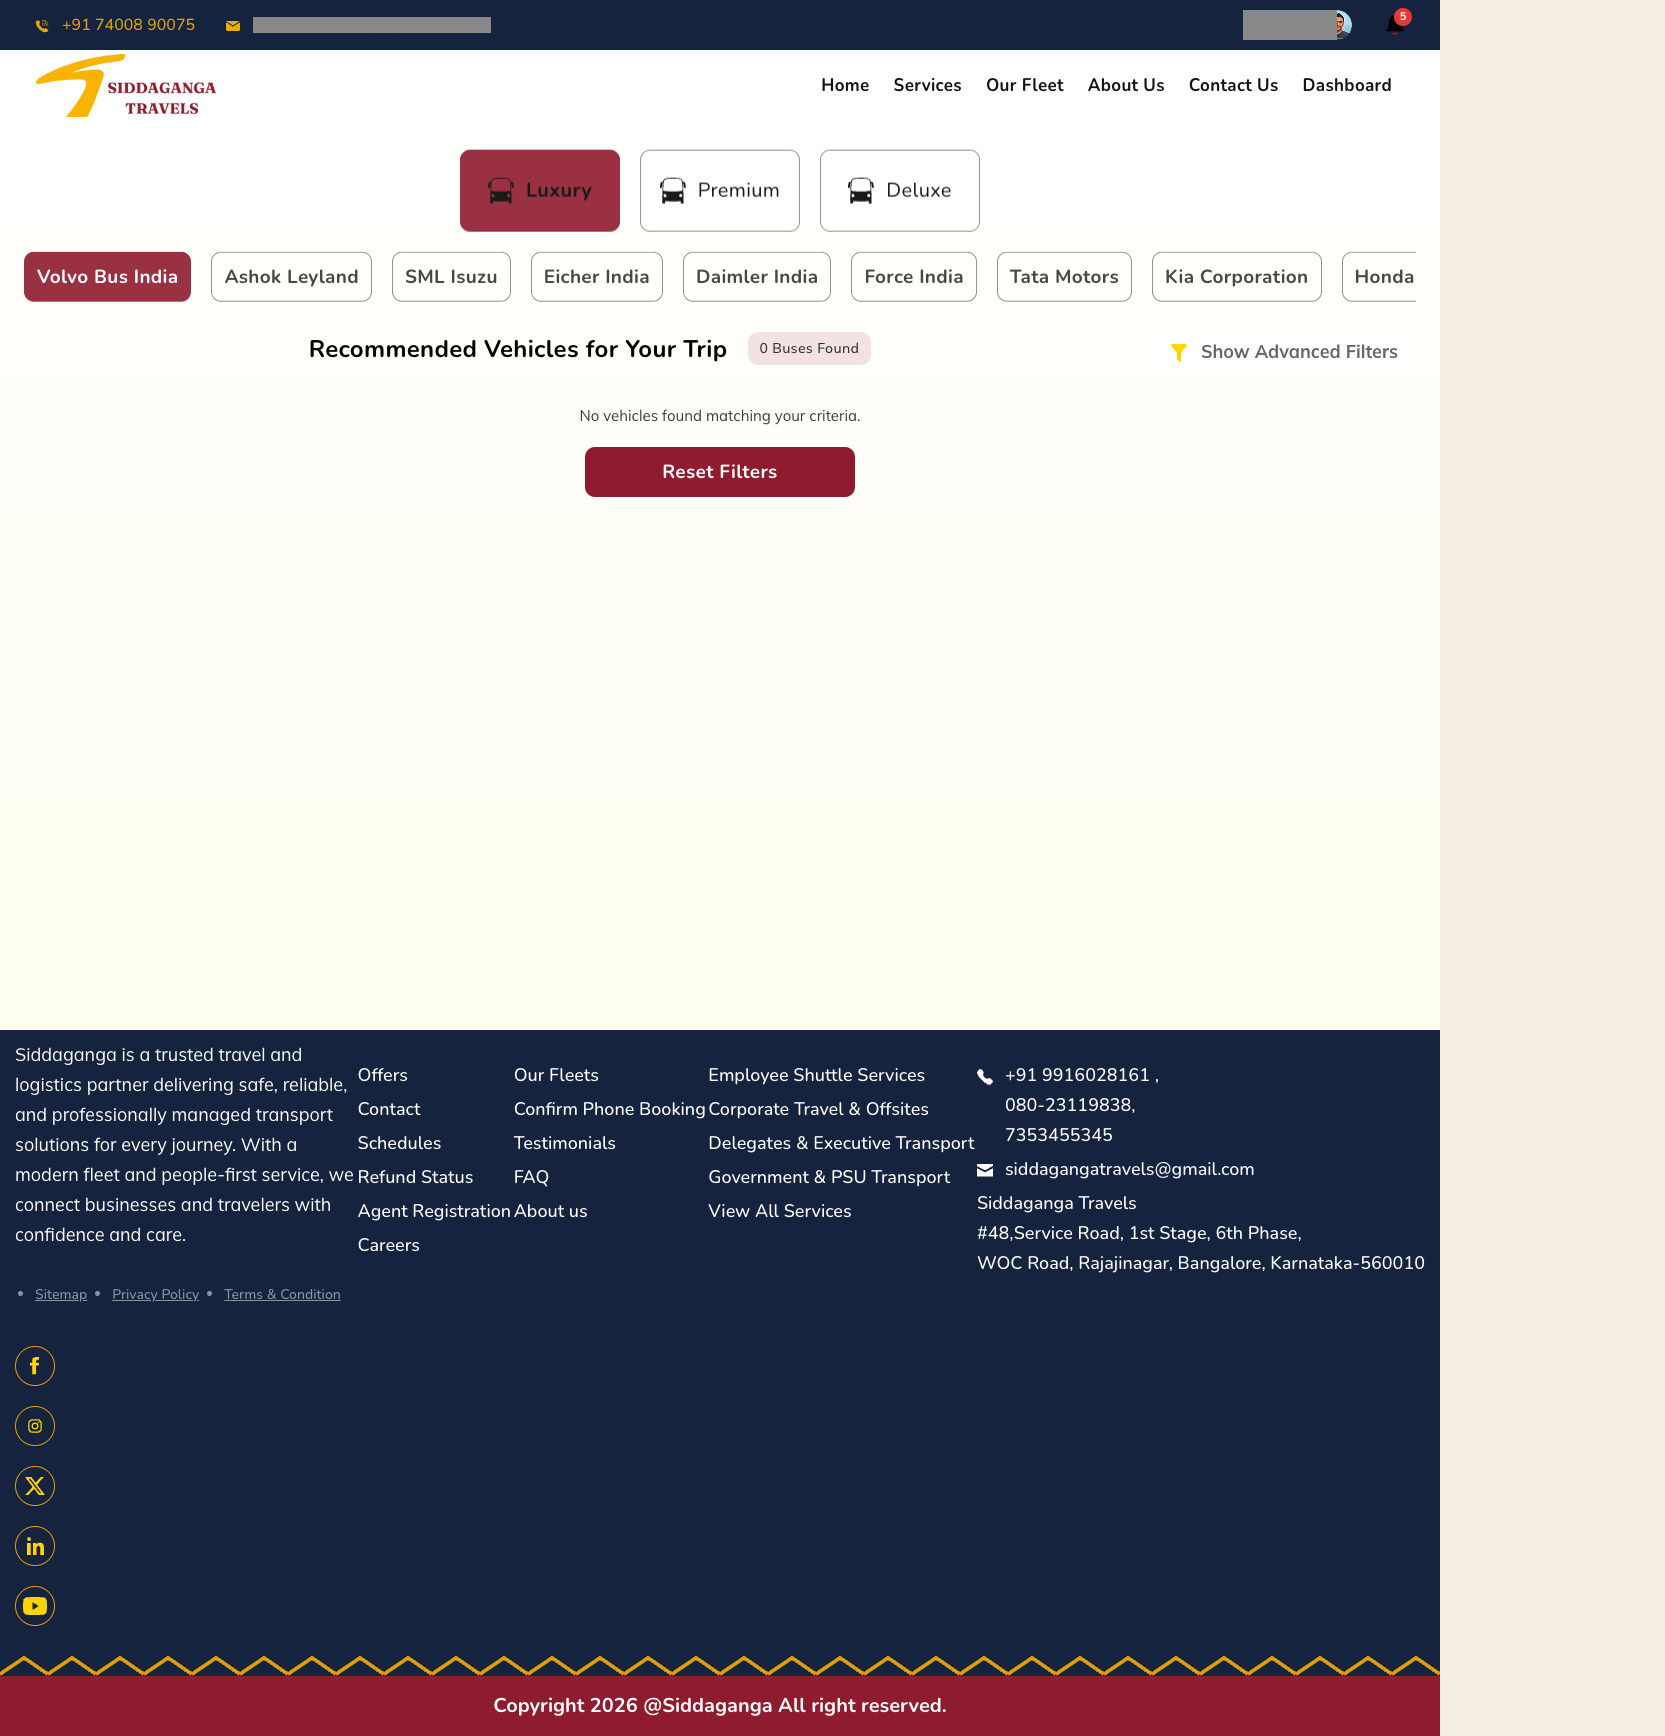 +91 74008 90075
5
SIDDAGANGA
TRAVELS
Home Services Our Fleet About Us Contact Us Dashboard
Luxury Premium Deluxe
Volvo Bus India Ashok Leyland SML Isuzu Eicher India Daimler India Force India Tata Motors Kia Corporation Honda
Recommended Vehicles for Your Trip 0 Buses Found
Show Advanced Filters
No vehicles found matching your criteria.
Reset Filters
Siddaganga is a trusted travel and
logistics partner delivering safe, reliable,
and professionally managed transport
solutions for every journey. With a
modern fleet and people-first service, we
connect businesses and travelers with
confidence and care.
Sitemap Privacy Policy Terms & Condition
Offers
Contact
Schedules
Refund Status
Agent Registration
Careers
Our Fleets
Confirm Phone Booking
Testimonials
FAQ
About us
Employee Shuttle Services
Corporate Travel & Offsites
Delegates & Executive Transport
Government & PSU Transport
View All Services
+91 9916028161 ,
080-23119838,
7353455345
siddagangatravels@gmail.com
Siddaganga Travels
#48,Service Road, 1st Stage, 6th Phase,
WOC Road, Rajajinagar, Bangalore, Karnataka-560010
Copyright 2026 @Siddaganga All right reserved.